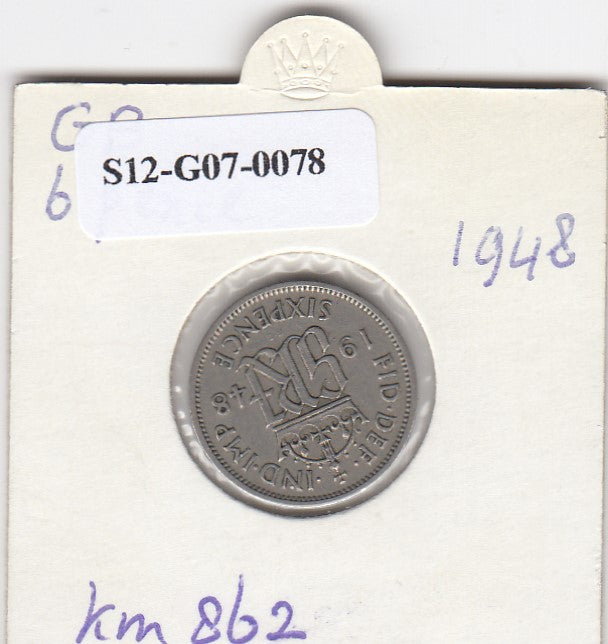 GB
6
S12-G07-0078
1948
FID · DEF · IND · IMP
19 48
SIXPENCE
km 862